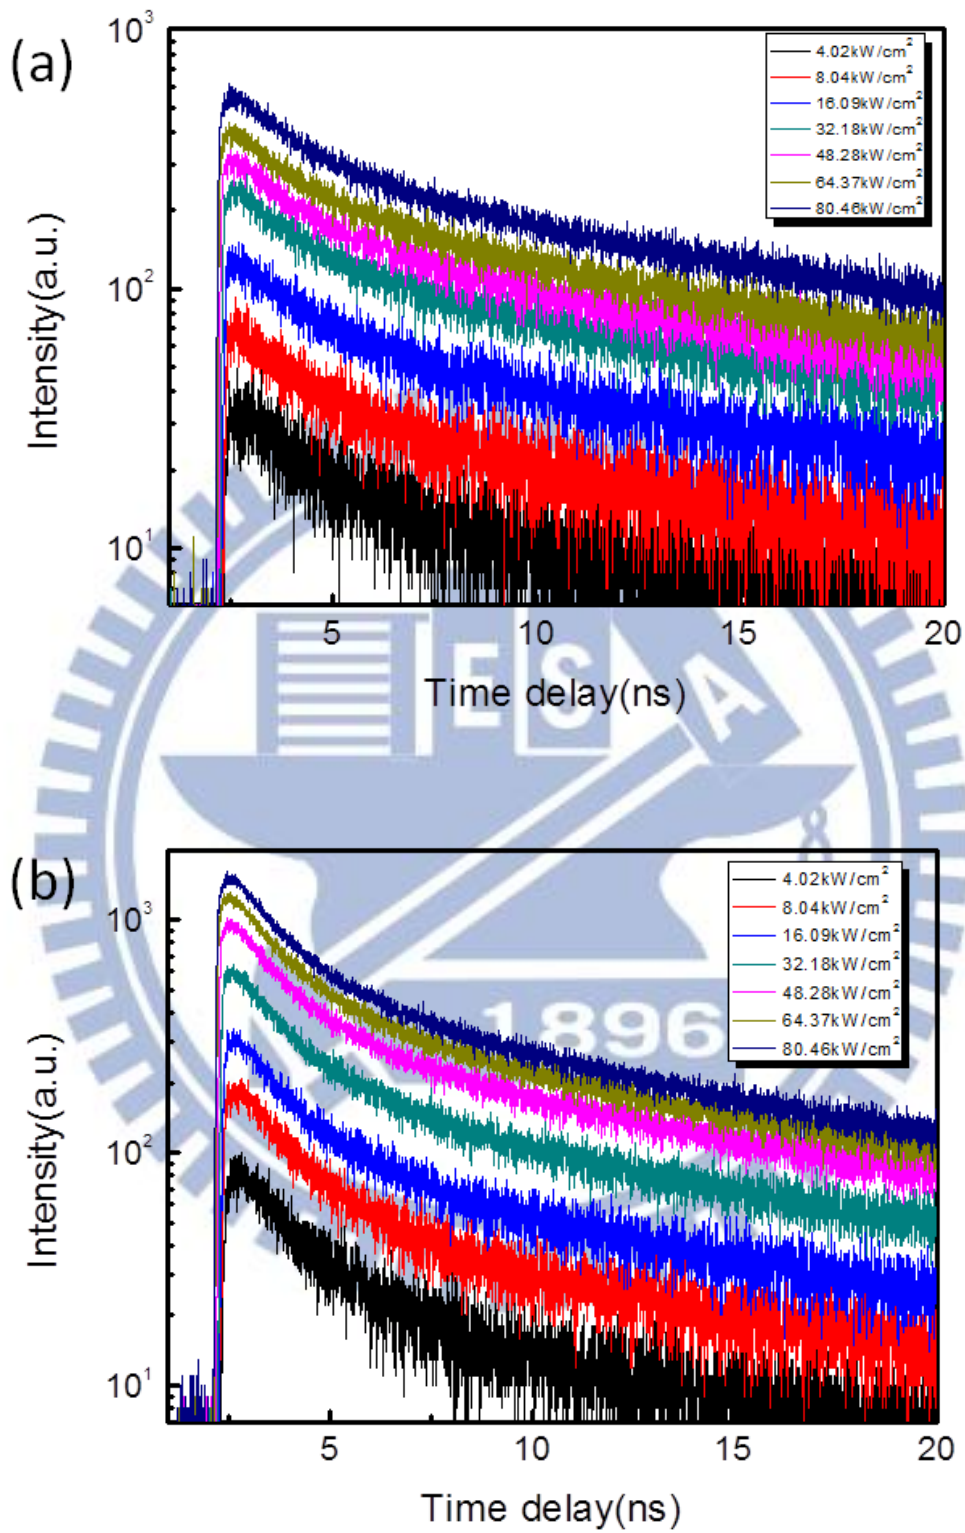 (a)
10³
10²
10¹
Intensity(a.u.)
4.02kW/cm²
8.04kW/cm²
16.09kW/cm²
32.18kW/cm²
48.28kW/cm²
64.37kW/cm²
80.46kW/cm²
5 10 15 20
Time delay(ns)
E S A
8
(b)
10³
10²
10¹
Intensity(a.u.)
4.02kW/cm²
8.04kW/cm²
16.09kW/cm²
32.18kW/cm²
48.28kW/cm²
64.37kW/cm²
80.46kW/cm²
1896
5 10 15 20
Time delay(ns)